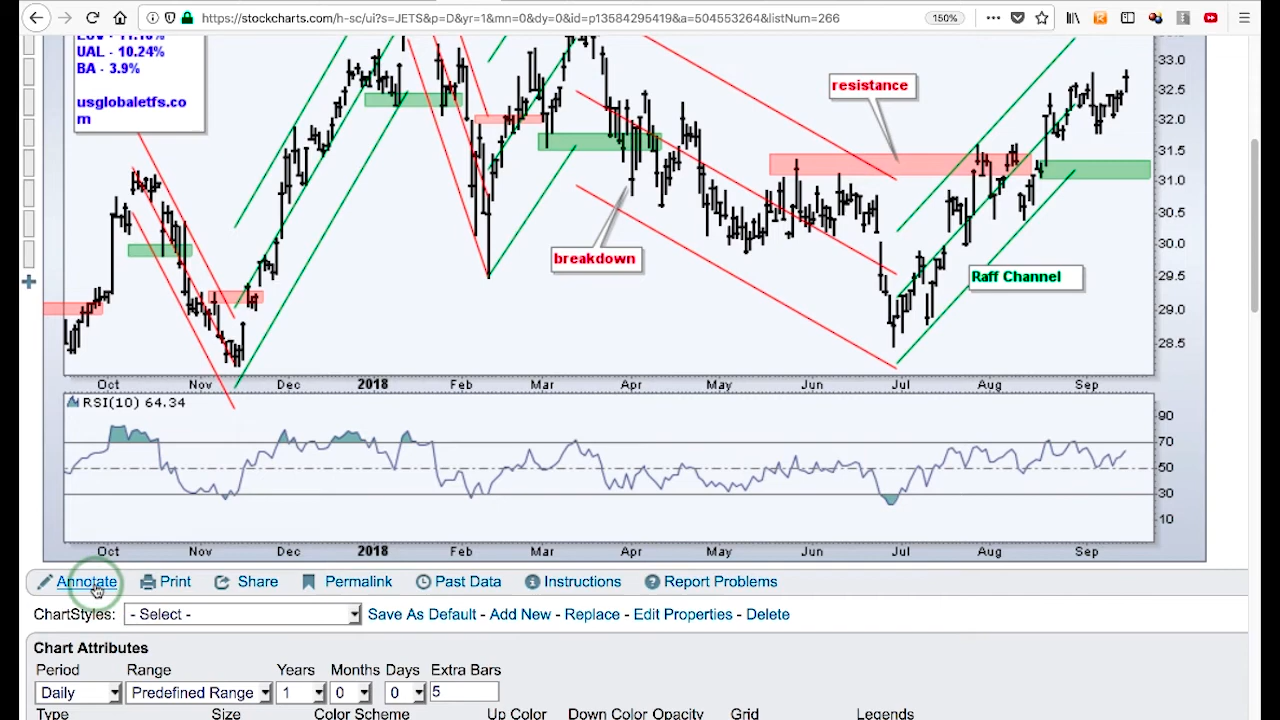 https://stockcharts.com/h-sc/ui?s=JETS&p=D&yr=1&mn=0&dy=0&id=p13584295419&a=504553264&listNum=266
150%
UAL - 10.24%
BA - 3.9%
usglobaletfs.co
m
resistance
breakdown
Raff Channel
33.0
32.5
32.0
31.5
31.0
30.5
30.0
29.5
29.0
28.5
Oct Nov Dec 2018 Feb Mar Apr May Jun Jul Aug Sep
RSI(10) 64.34
90
70
50
30
10
Oct Nov Dec 2018 Feb Mar Apr May Jun Jul Aug Sep
Annotate Print Share Permalink Past Data Instructions Report Problems
ChartStyles: - Select - Save As Default - Add New - Replace - Edit Properties - Delete
Chart Attributes
Period Range Years Months Days Extra Bars
Daily Predefined Range 1 0 0 5
Type Size Color Scheme Up Color Down Color Opacity Grid Legends